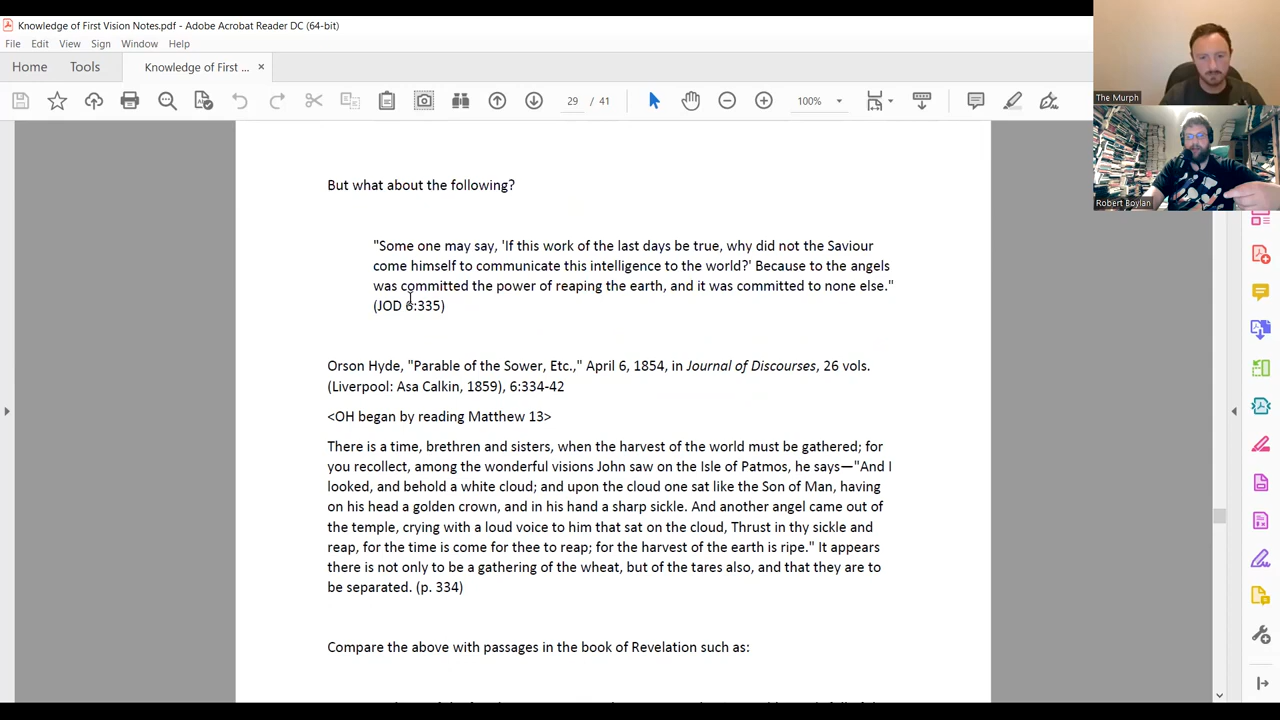 Knowledge of First Vision Notes.pdf - Adobe Acrobat Reader DC (64-bit)
File Edit View Sign Window Help
Home Tools Knowledge of First ... ×
29 / 41 100%
The Murph
Robert Boylan
But what about the following?
"Some one may say, 'If this work of the last days be true, why did not the Saviour
come himself to communicate this intelligence to the world?' Because to the angels
was committed the power of reaping the earth, and it was committed to none else."
(JOD 6:335)
Orson Hyde, "Parable of the Sower, Etc.," April 6, 1854, in Journal of Discourses, 26 vols.
(Liverpool: Asa Calkin, 1859), 6:334-42
<OH began by reading Matthew 13>
There is a time, brethren and sisters, when the harvest of the world must be gathered; for
you recollect, among the wonderful visions John saw on the Isle of Patmos, he says—"And I
looked, and behold a white cloud; and upon the cloud one sat like the Son of Man, having
on his head a golden crown, and in his hand a sharp sickle. And another angel came out of
the temple, crying with a loud voice to him that sat on the cloud, Thrust in thy sickle and
reap, for the time is come for thee to reap; for the harvest of the earth is ripe." It appears
there is not only to be a gathering of the wheat, but of the tares also, and that they are to
be separated. (p. 334)
Compare the above with passages in the book of Revelation such as: